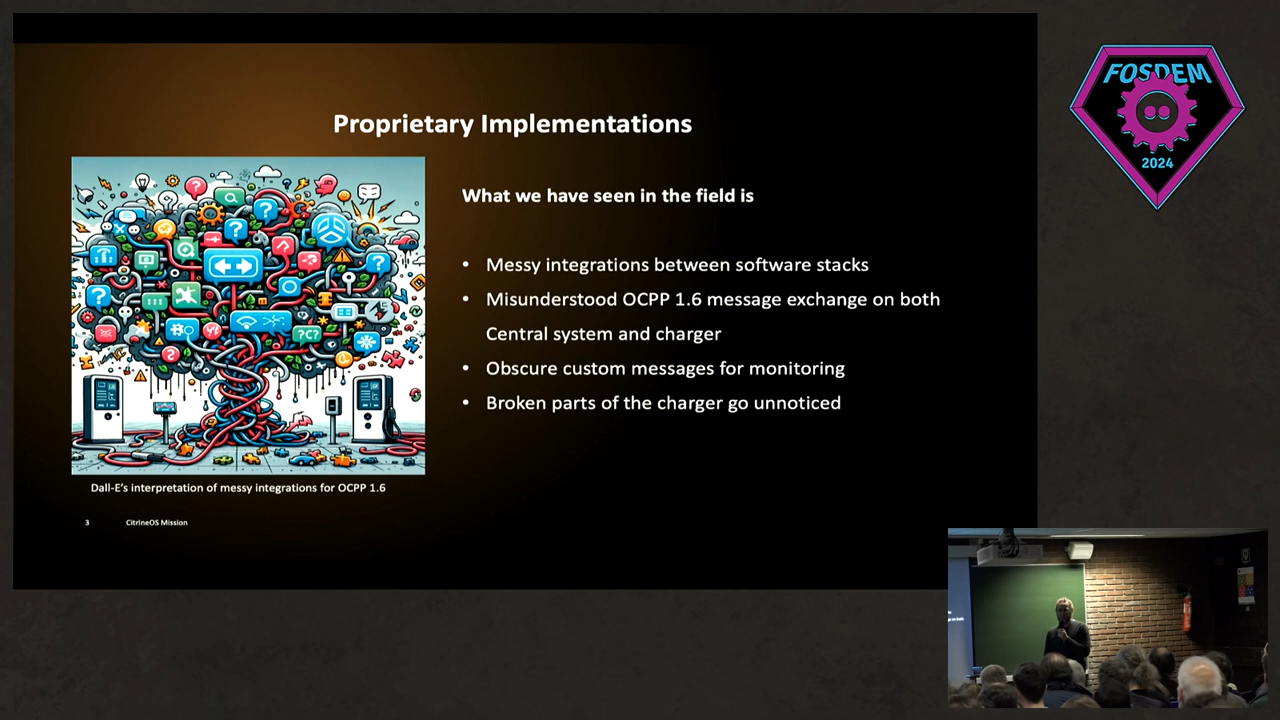 Proprietary Implementations
What we have seen in the field is
• Messy integrations between software stacks
• Misunderstood OCPP 1.6 message exchange on both
Central system and charger
• Obscure custom messages for monitoring
• Broken parts of the charger go unnoticed
Dall-E's interpretation of messy integrations for OCPP 1.6
3 CitrineOS Mission
FOSDEM
2024